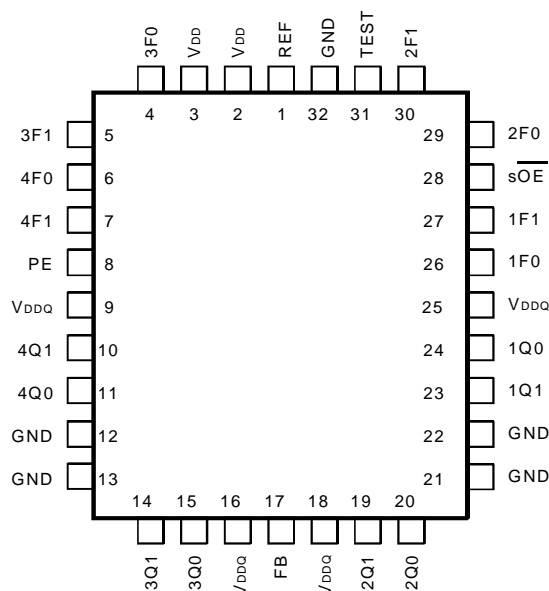 3F0 VDD VDD REF GND TEST 2F1
4 3 2 1 32 31 30
3F1 5 29 2F0
4F0 6 28 sO̅E̅
4F1 7 27 1F1
PE 8 26 1F0
VDDQ 9 25 VDDQ
4Q1 10 24 1Q0
4Q0 11 23 1Q1
GND 12 22 GND
GND 13 21 GND
14 15 16 17 18 19 20
3Q1 3Q0 VDDQ FB VDDQ 2Q1 2Q0